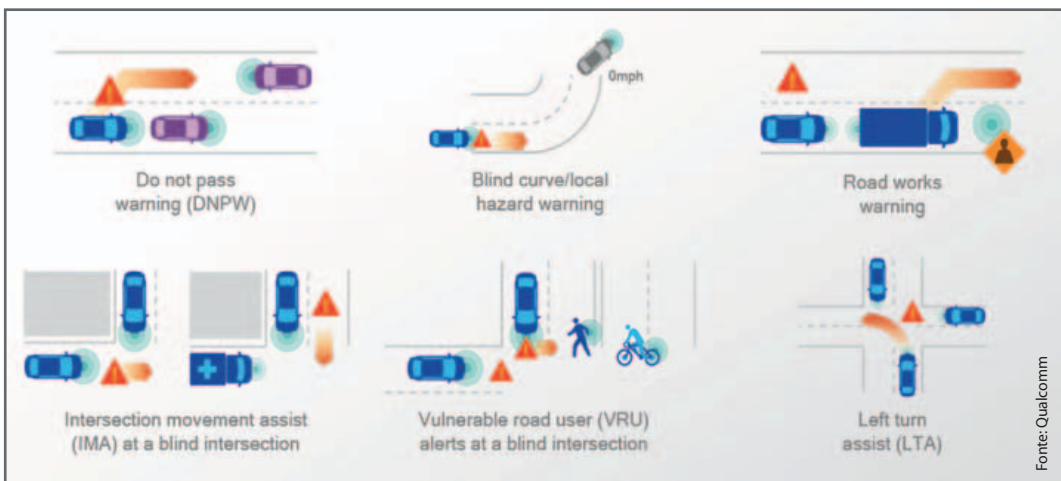 0mph
Do not pass
warning (DNPW)
Blind curve/local
hazard warning
Road works
warning
Intersection movement assist
(IMA) at a blind intersection
Vulnerable road user (VRU)
alerts at a blind intersection
Left turn
assist (LTA)
Fonte: Qualcomm